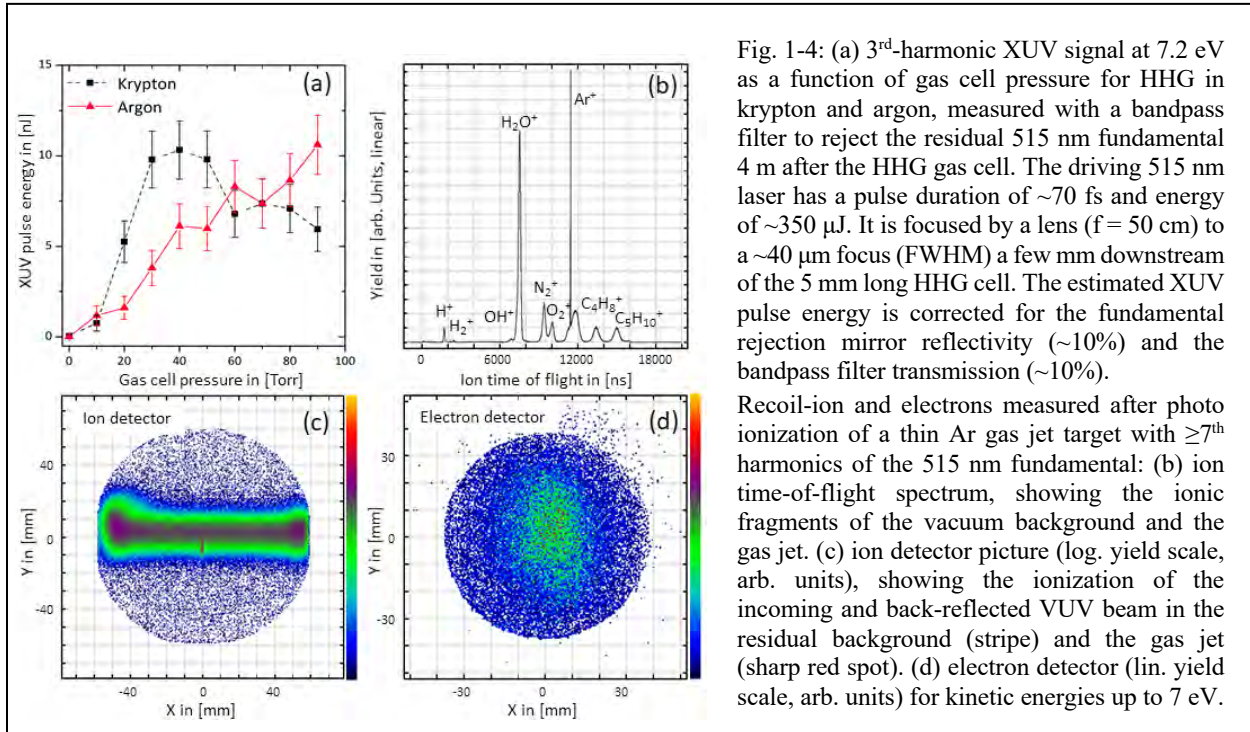 15
10
5
0
XUV pulse energy in [nJ]
Krypton
Argon
(a)
0 20 40 60 80 100
Gas cell pressure in [Torr]
(b)
Yield in [arb. Units, linear]
Ar⁺
H₂O⁺
H⁺
H₂⁺
OH⁺
N₂⁺
O₂⁺
C₄H₈⁺
C₅H₁₀⁺
0 6000 12000 18000
Ion time of flight in [ns]
Ion detector
(c)
40
0
-40
Y in [mm]
-40 0 40
X in [mm]
Electron detector
(d)
30
0
-30
Y in [mm]
-30 0 30
X in [mm]
Fig. 1-4: (a) 3ʳᵈ-harmonic XUV signal at 7.2 eV
as a function of gas cell pressure for HHG in
krypton and argon, measured with a bandpass
filter to reject the residual 515 nm fundamental
4 m after the HHG gas cell. The driving 515 nm
laser has a pulse duration of ~70 fs and energy
of ~350 μJ. It is focused by a lens (f = 50 cm) to
a ~40 μm focus (FWHM) a few mm downstream
of the 5 mm long HHG cell. The estimated XUV
pulse energy is corrected for the fundamental
rejection mirror reflectivity (~10%) and the
bandpass filter transmission (~10%).
Recoil-ion and electrons measured after photo
ionization of a thin Ar gas jet target with ≥7ᵗʰ
harmonics of the 515 nm fundamental: (b) ion
time-of-flight spectrum, showing the ionic
fragments of the vacuum background and the
gas jet. (c) ion detector picture (log. yield scale,
arb. units), showing the ionization of the
incoming and back-reflected VUV beam in the
residual background (stripe) and the gas jet
(sharp red spot). (d) electron detector (lin. yield
scale, arb. units) for kinetic energies up to 7 eV.